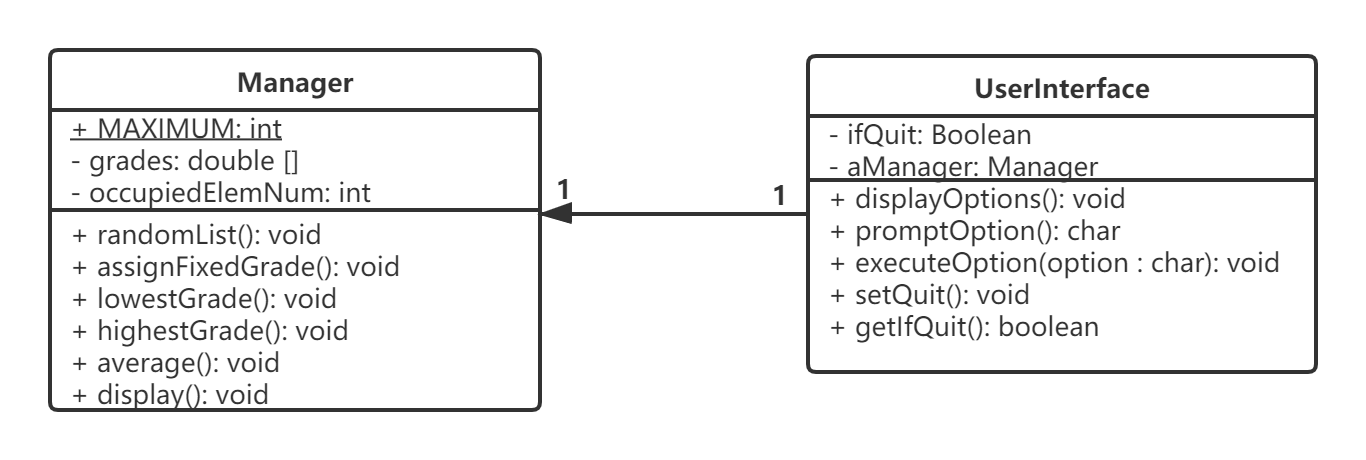 Manager
+ MAXIMUM: int
- grades: double []
- occupiedElemNum: int
+ randomList(): void
+ assignFixedGrade(): void
+ lowestGrade(): void
+ highestGrade(): void
+ average(): void
+ display(): void
1
1
UserInterface
- ifQuit: Boolean
- aManager: Manager
+ displayOptions(): void
+ promptOption(): char
+ executeOption(option : char): void
+ setQuit(): void
+ getIfQuit(): boolean